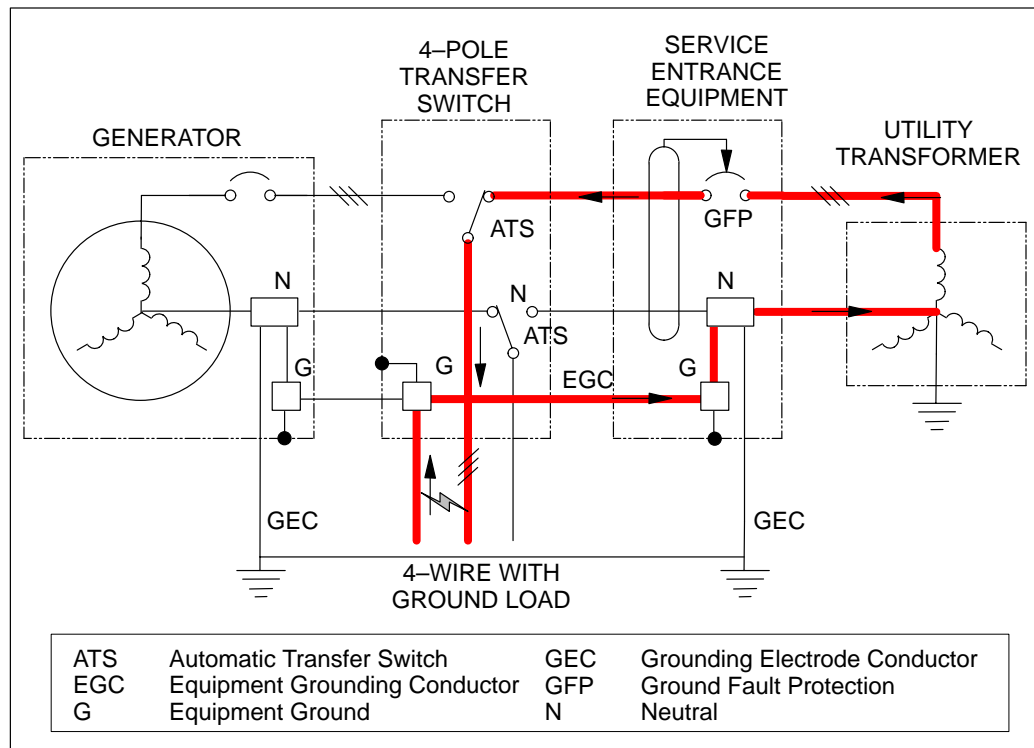 4–POLE
TRANSFER
SWITCH
SERVICE
ENTRANCE
EQUIPMENT
GENERATOR
UTILITY
TRANSFORMER
ATS
GFP
N
N
N
ATS
G
G
EGC
G
GEC
GEC
4–WIRE WITH
GROUND LOAD
ATS Automatic Transfer Switch GEC Grounding Electrode Conductor
EGC Equipment Grounding Conductor GFP Ground Fault Protection
G Equipment Ground N Neutral